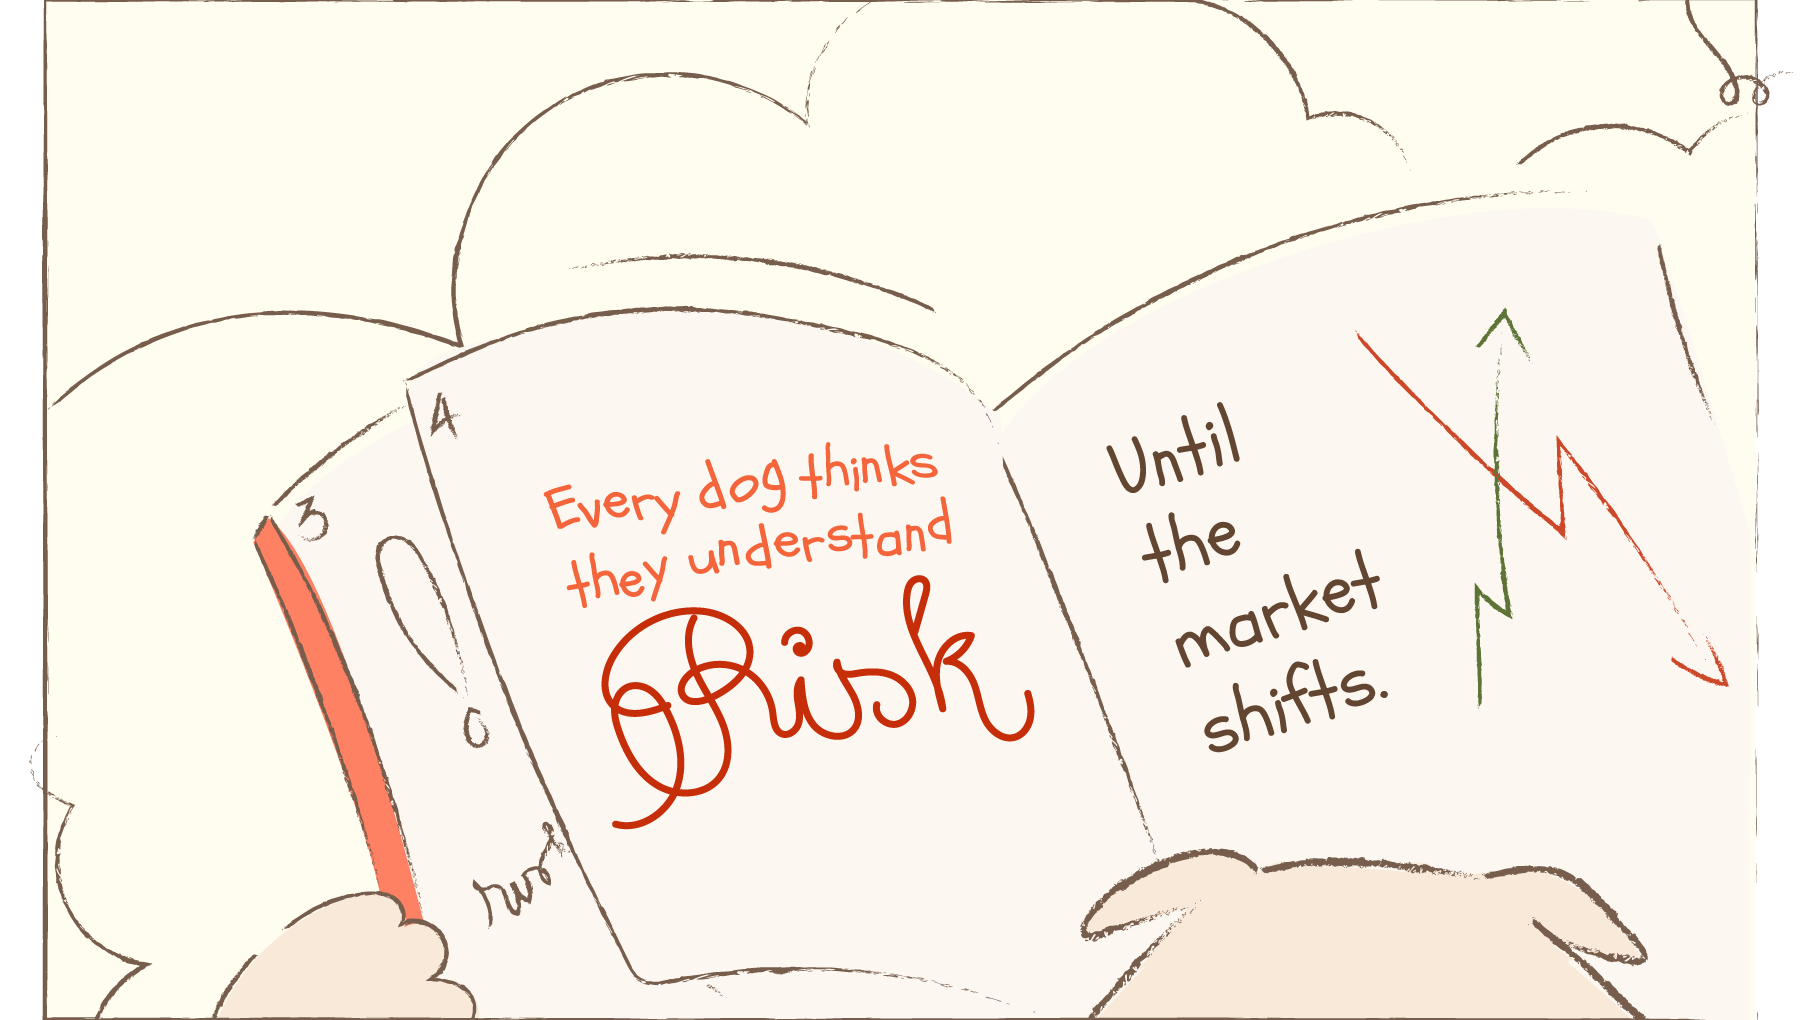 4
3
!
Every dog thinks
they understand
Risk
Until
the
market
shifts.